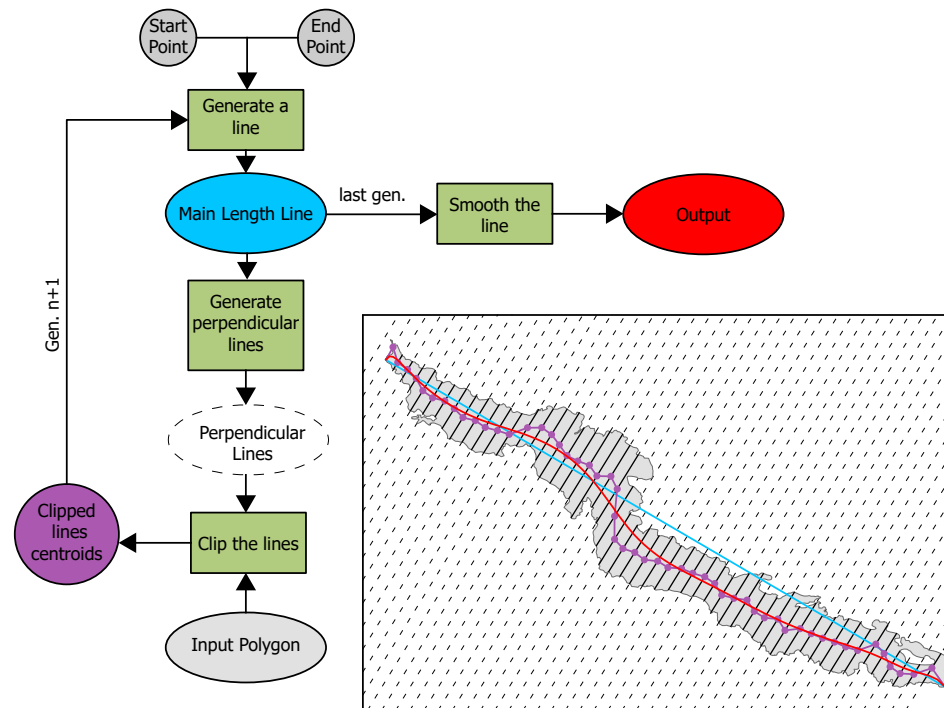 Start
Point
End
Point
Generate a
line
Main Length Line
last gen.
Smooth the
line
Output
Gen. n+1
Generate
perpendicular
lines
Perpendicular
Lines
Clipped
lines
centroids
Clip the lines
Input Polygon